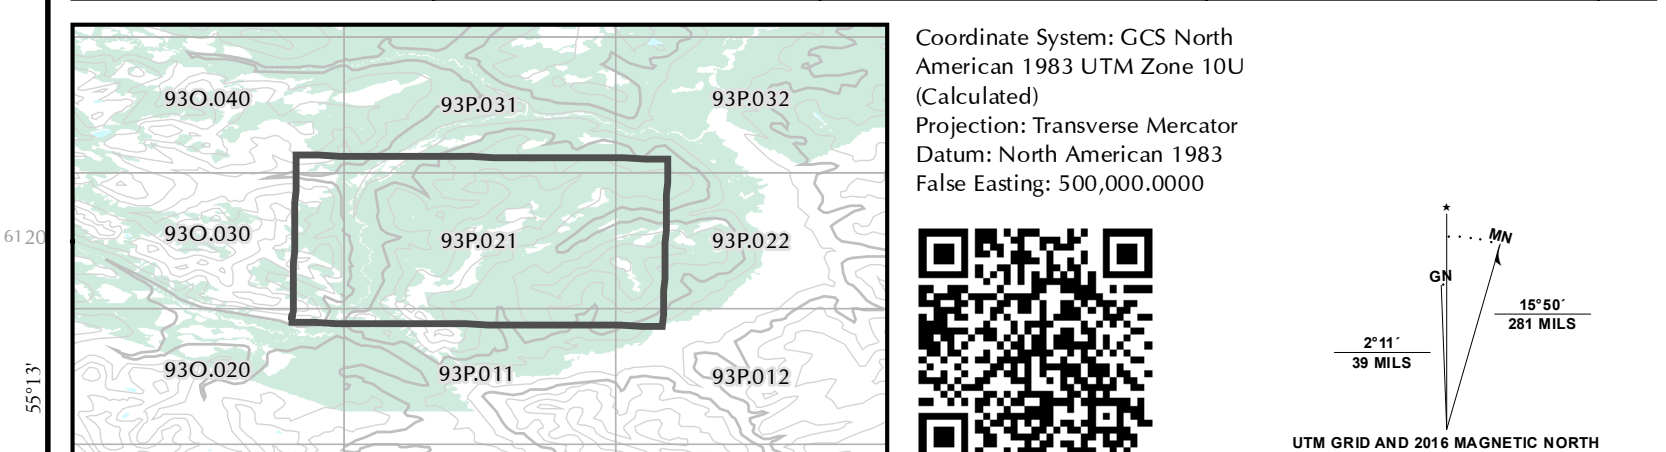 93O.040 93P.031 93P.032
93O.030 93P.021 93P.022
93O.020 93P.011 93P.012
6120
55°13'
Coordinate System: GCS North
American 1983 UTM Zone 10U
(Calculated)
Projection: Transverse Mercator
Datum: North American 1983
False Easting: 500,000.0000
MN
GN
15°50´
281 MILS
2°11´
39 MILS
UTM GRID AND 2016 MAGNETIC NORTH